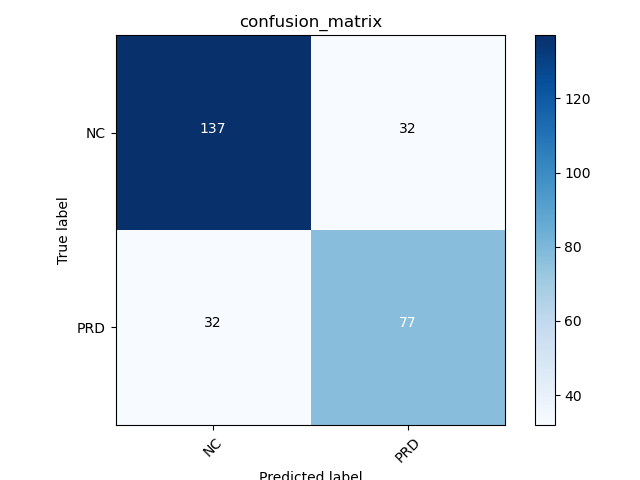 confusion_matrix
NC
137
32
120
100
80
60
40
True label
PRD
32
77
NC
PRD
Predicted label